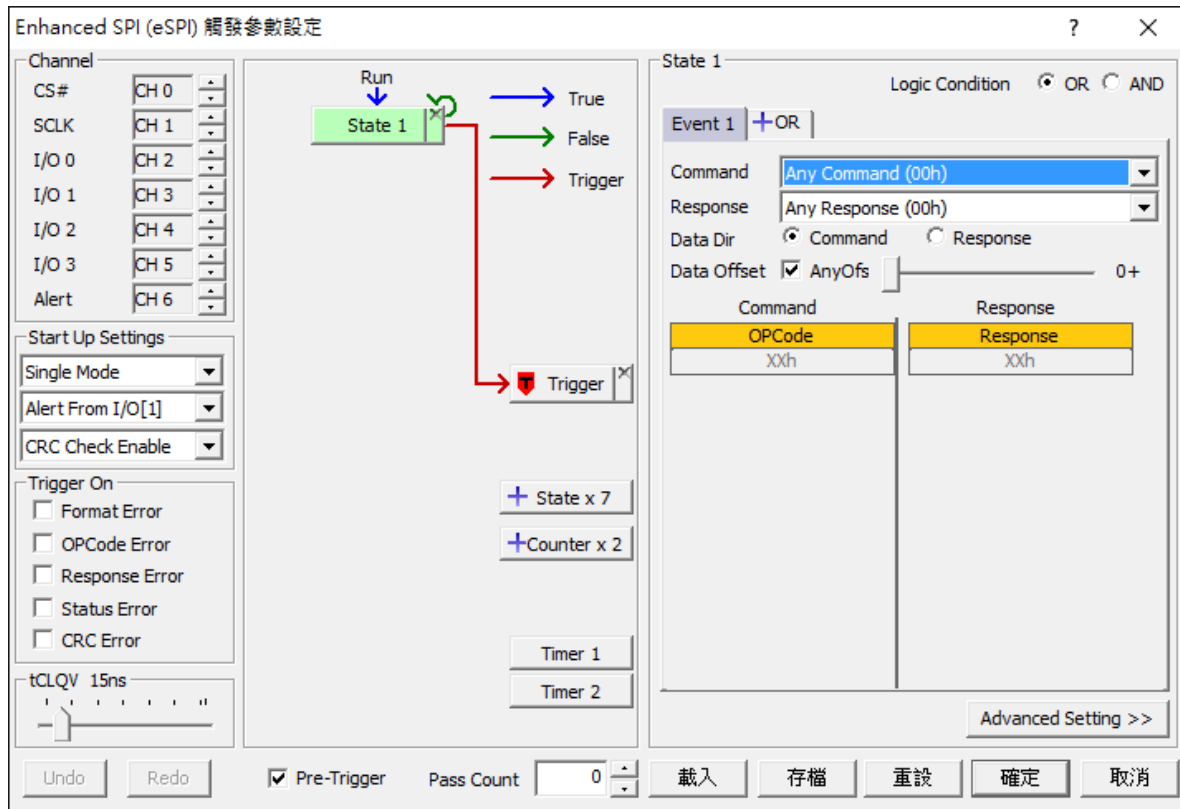 Enhanced SPI (eSPI) 觸發參數設定
Channel
CS# CH 0
SCLK CH 1
I/O 0 CH 2
I/O 1 CH 3
I/O 2 CH 4
I/O 3 CH 5
Alert CH 6
Start Up Settings
Single Mode
Alert From I/O[1]
CRC Check Enable
Trigger On
Format Error
OPCode Error
Response Error
Status Error
CRC Error
tCLQV 15ns
Run
State 1
True
False
Trigger
Trigger
State x 7
Counter x 2
Timer 1
Timer 2
State 1
Logic Condition OR AND
Event 1 +OR
Command Any Command (00h)
Response Any Response (00h)
Data Dir Command Response
Data Offset AnyOfs 0+
Command Response
OPCode Response
XXh XXh
Advanced Setting >>
Undo Redo Pre-Trigger Pass Count 0 載入 存檔 重設 確定 取消